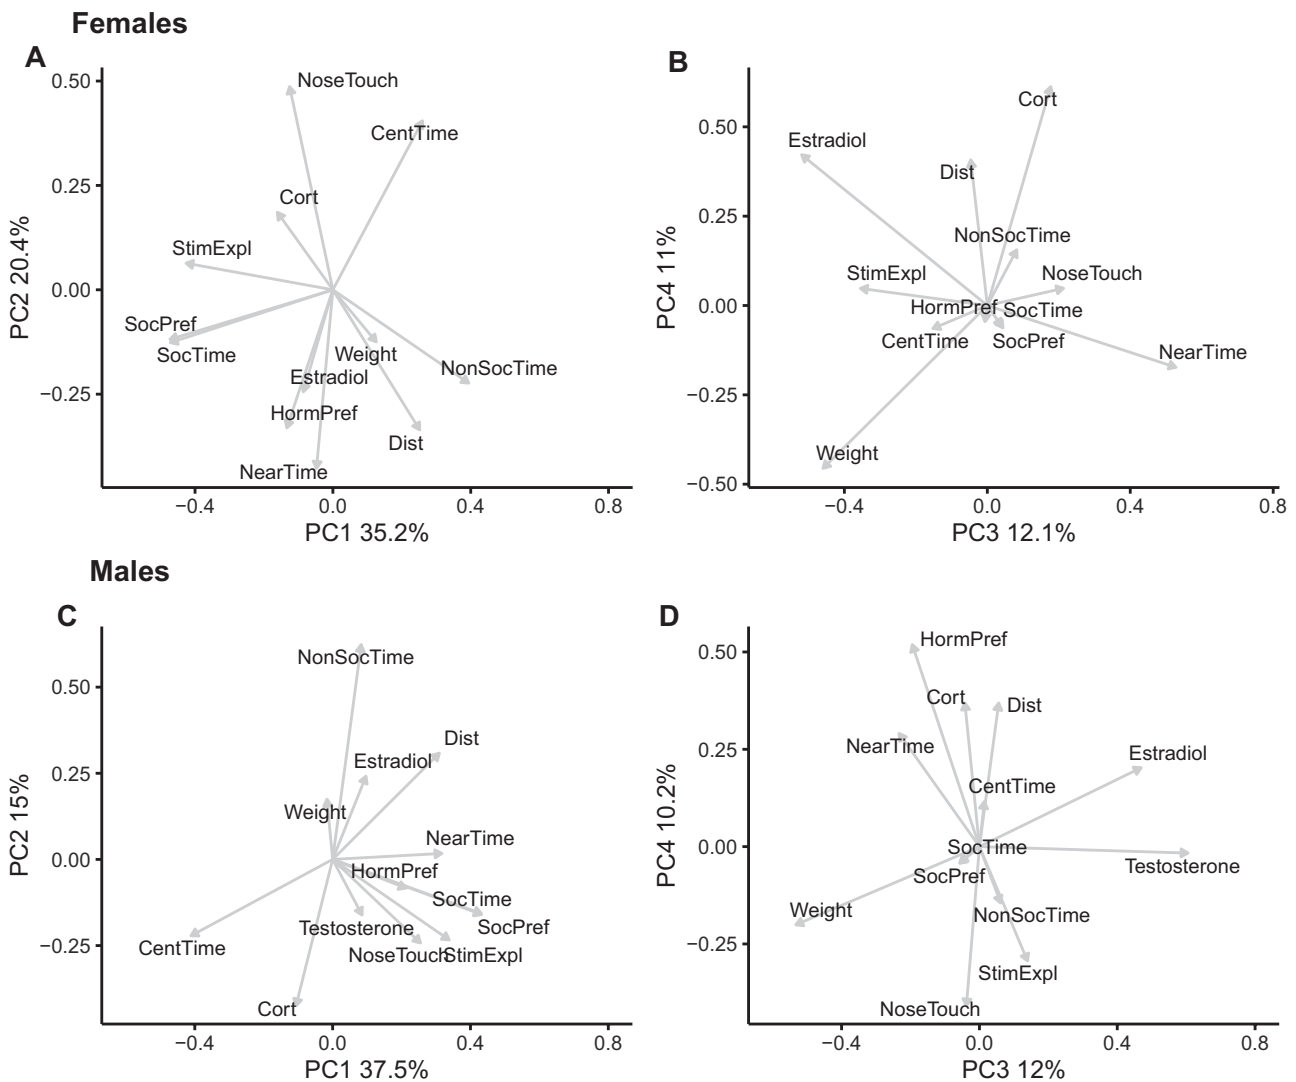 Females
A
0.50
0.25
0.00
−0.25
PC2 20.4%
NoseTouch
CentTime
Cort
StimExpl
SocPref
SocTime
Weight
Estradiol
NonSocTime
HormPref
Dist
NearTime
−0.4
0.0
0.4
0.8
PC1 35.2%
B
0.50
0.25
0.00
−0.25
−0.50
PC4 11%
Cort
Estradiol
Dist
NonSocTime
StimExpl
NoseTouch
HormPref
SocTime
CentTime
SocPref
NearTime
Weight
−0.4
0.0
0.4
0.8
PC3 12.1%
Males
C
0.50
0.25
0.00
−0.25
PC2 15%
NonSocTime
Dist
Estradiol
Weight
NearTime
HormPref
SocTime
Testosterone
SocPref
CentTime
NoseTouch
StimExpl
Cort
−0.4
0.0
0.4
0.8
PC1 37.5%
D
0.50
0.25
0.00
−0.25
PC4 10.2%
HormPref
Cort
Dist
NearTime
Estradiol
CentTime
SocTime
Testosterone
SocPref
Weight
NonSocTime
StimExpl
NoseTouch
−0.4
0.0
0.4
0.8
PC3 12%